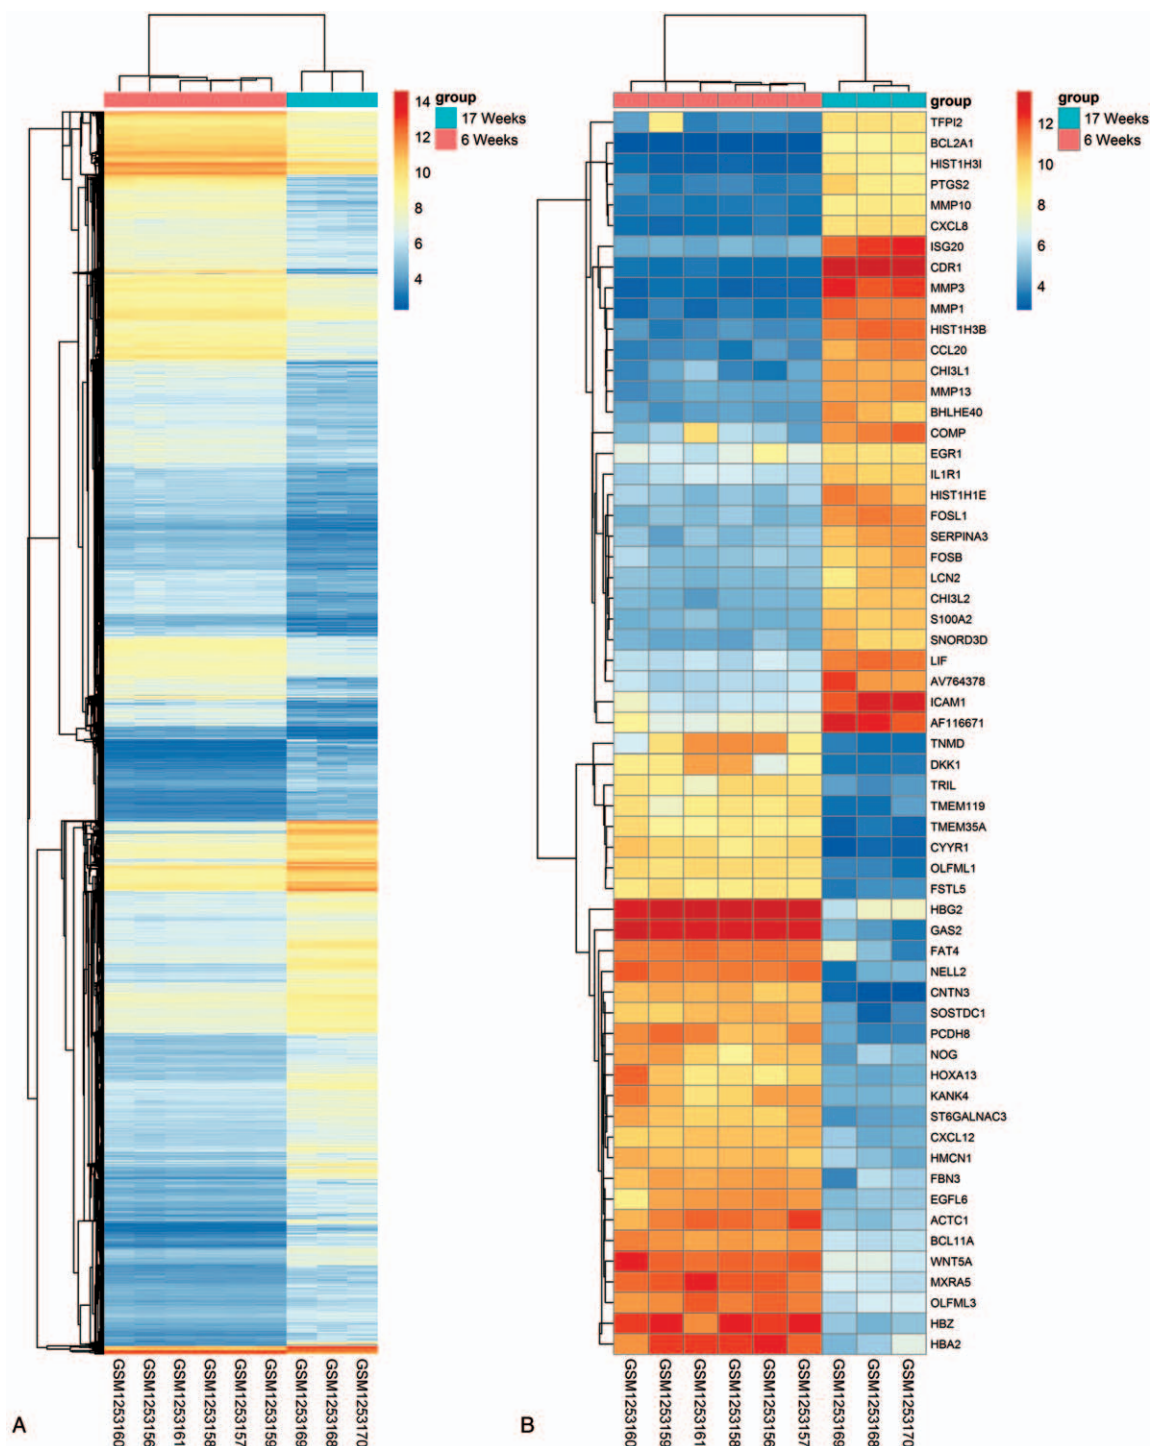 14
12
10
8
6
4
group
17 Weeks
6 Weeks
GSM1253160
GSM1253156
GSM1253161
GSM1253158
GSM1253157
GSM1253159
GSM1253169
GSM1253168
GSM1253170
A
12
10
8
6
4
group
17 Weeks
6 Weeks
group
TFPI2
BCL2A1
HIST1H3I
PTGS2
MMP10
CXCL8
ISG20
CDR1
MMP3
MMP1
HIST1H3B
CCL20
CHI3L1
MMP13
BHLHE40
COMP
EGR1
IL1R1
HIST1H1E
FOSL1
SERPINA3
FOSB
LCN2
CHI3L2
S100A2
SNORD3D
LIF
AV764378
ICAM1
AF116671
TNMD
DKK1
TRIL
TMEM119
TMEM35A
CYYR1
OLFML1
FSTL5
HBG2
GAS2
FAT4
NELL2
CNTN3
SOSTDC1
PCDH8
NOG
HOXA13
KANK4
ST6GALNAC3
CXCL12
HMCN1
FBN3
EGFL6
ACTC1
BCL11A
WNT5A
MXRA5
OLFML3
HBZ
HBA2
GSM1253160
GSM1253159
GSM1253161
GSM1253158
GSM1253156
GSM1253157
GSM1253169
GSM1253168
GSM1253170
B